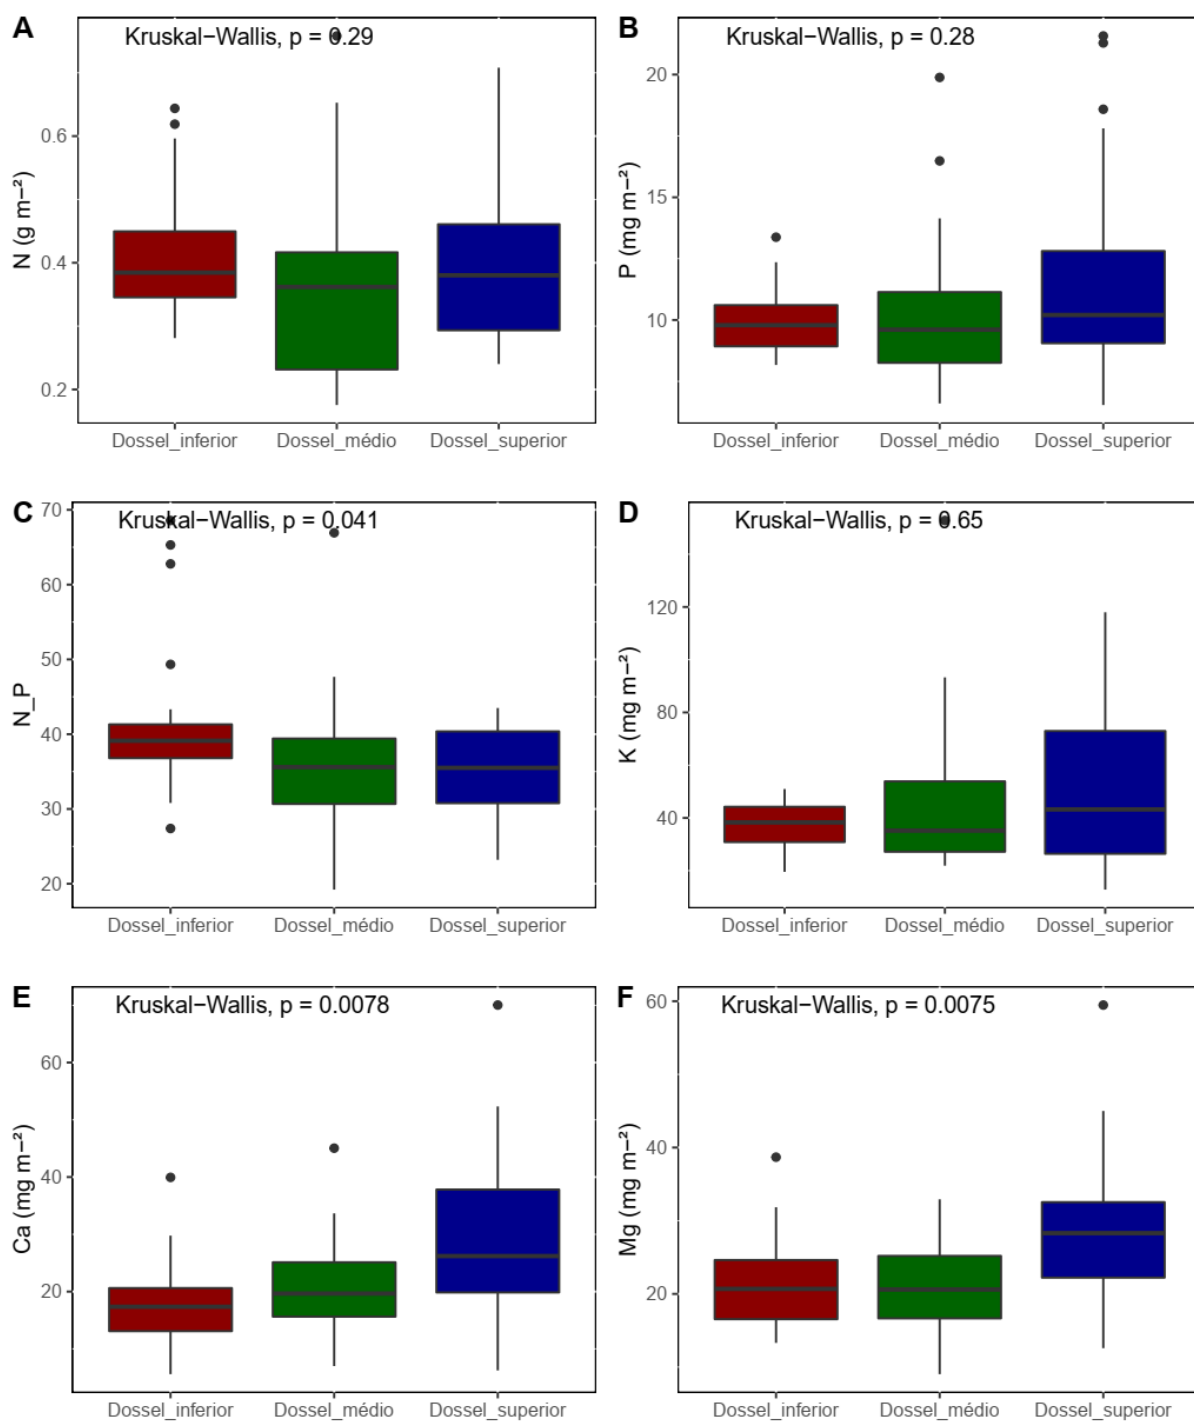 A
Kruskal−Wallis, p = 0.29
N (g m−²)
0.6
0.4
0.2
Dossel_inferior Dossel_médio Dossel_superior
B
Kruskal−Wallis, p = 0.28
P (mg m−²)
20
15
10
Dossel_inferior Dossel_médio Dossel_superior
C
Kruskal−Wallis, p = 0.041
N_P
70
60
50
40
30
20
Dossel_inferior Dossel_médio Dossel_superior
D
Kruskal−Wallis, p = 0.65
K (mg m−²)
120
80
40
Dossel_inferior Dossel_médio Dossel_superior
E
Kruskal−Wallis, p = 0.0078
Ca (mg m−²)
60
40
20
Dossel_inferior Dossel_médio Dossel_superior
F
Kruskal−Wallis, p = 0.0075
Mg (mg m−²)
60
40
20
Dossel_inferior Dossel_médio Dossel_superior